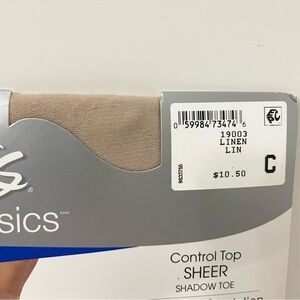 0 59984 73474 6
19003
LINEN
LIN
$10.50
C
sics
Control Top
SHEER
SHADOW TOE